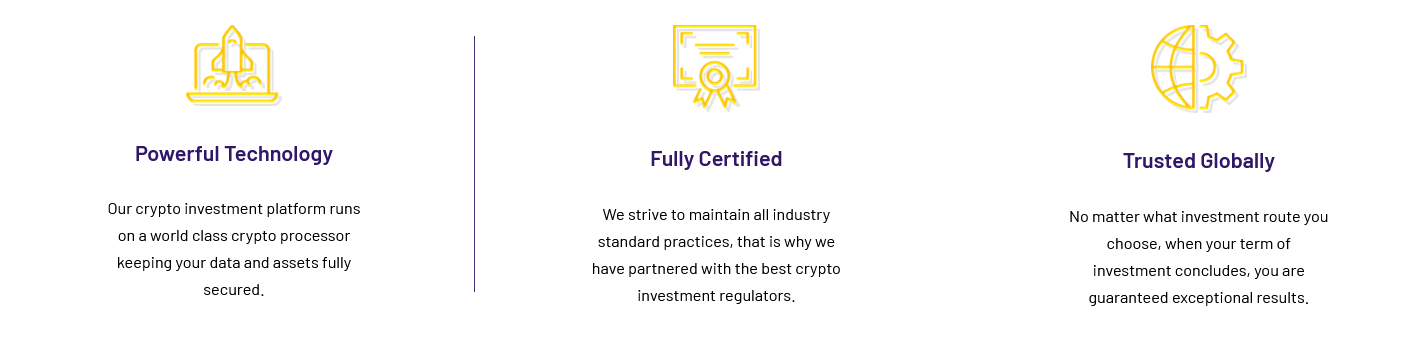 Powerful Technology
Our crypto investment platform runs
on a world class crypto processor
keeping your data and assets fully
secured.
Fully Certified
We strive to maintain all industry
standard practices, that is why we
have partnered with the best crypto
investment regulators.
Trusted Globally
No matter what investment route you
choose, when your term of
investment concludes, you are
guaranteed exceptional results.